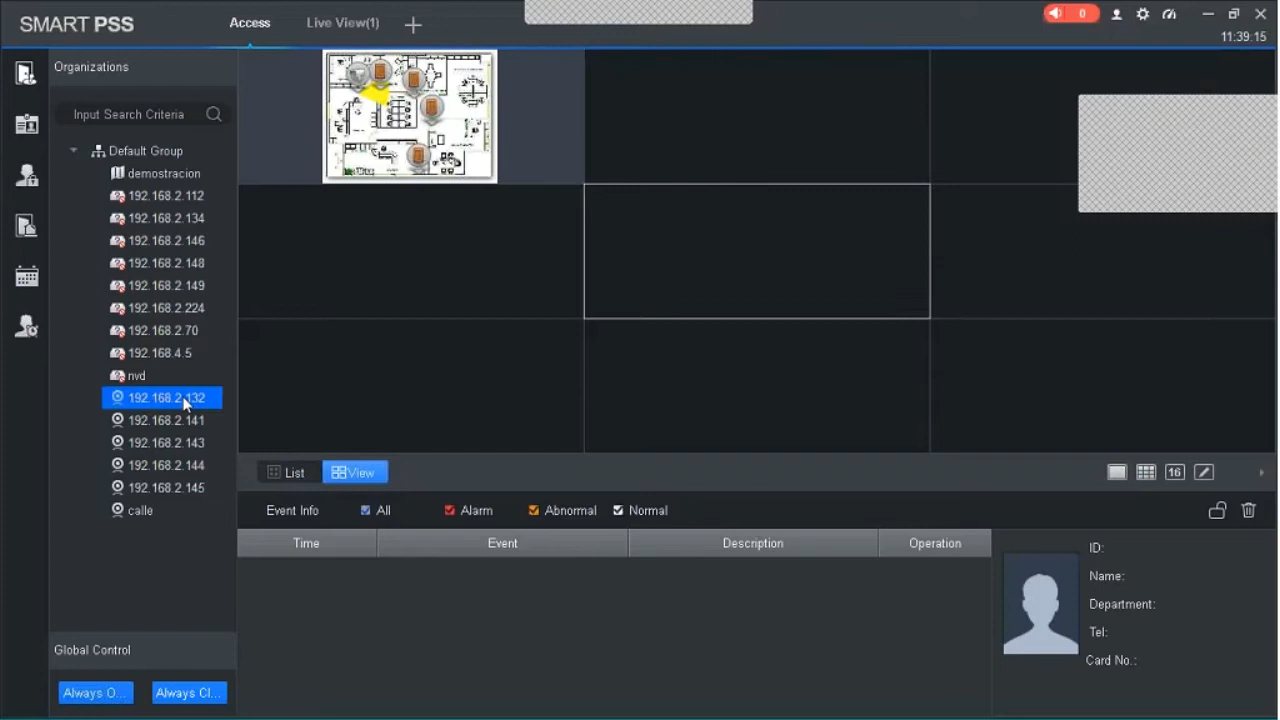 SMART PSS
Access
Live View(1)
0
11:39:15
Organizations
Input Search Criteria
Default Group
demostracion
192.168.2.112
192.168.2.134
192.168.2.146
192.168.2.148
192.168.2.149
192.168.2.224
192.168.2.70
192.168.4.5
nvd
192.168.2.132
192.168.2.141
192.168.2.143
192.168.2.144
192.168.2.145
calle
List
View
16
Event Info
All
Alarm
Abnormal
Normal
Time
Event
Description
Operation
ID:
Name:
Department:
Tel:
Card No.:
Global Control
Always O...
Always Cl...